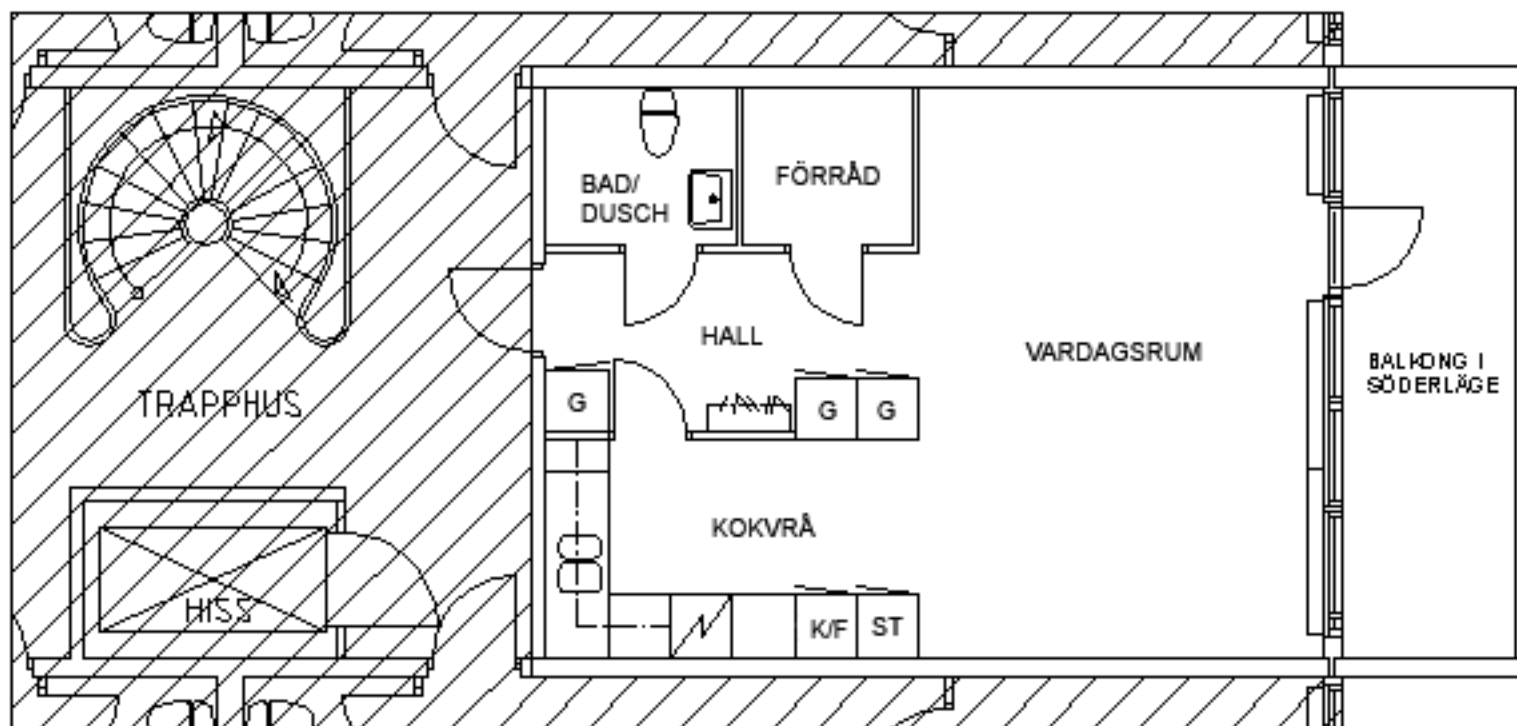 BAD/
DUSCH
FÖRRÅD
HALL
VARDAGSRUM
BALKONG I
SÖDERLÄGE
TRAPPHUS
G
G
G
KOKVRÅ
HISS
K/F
ST